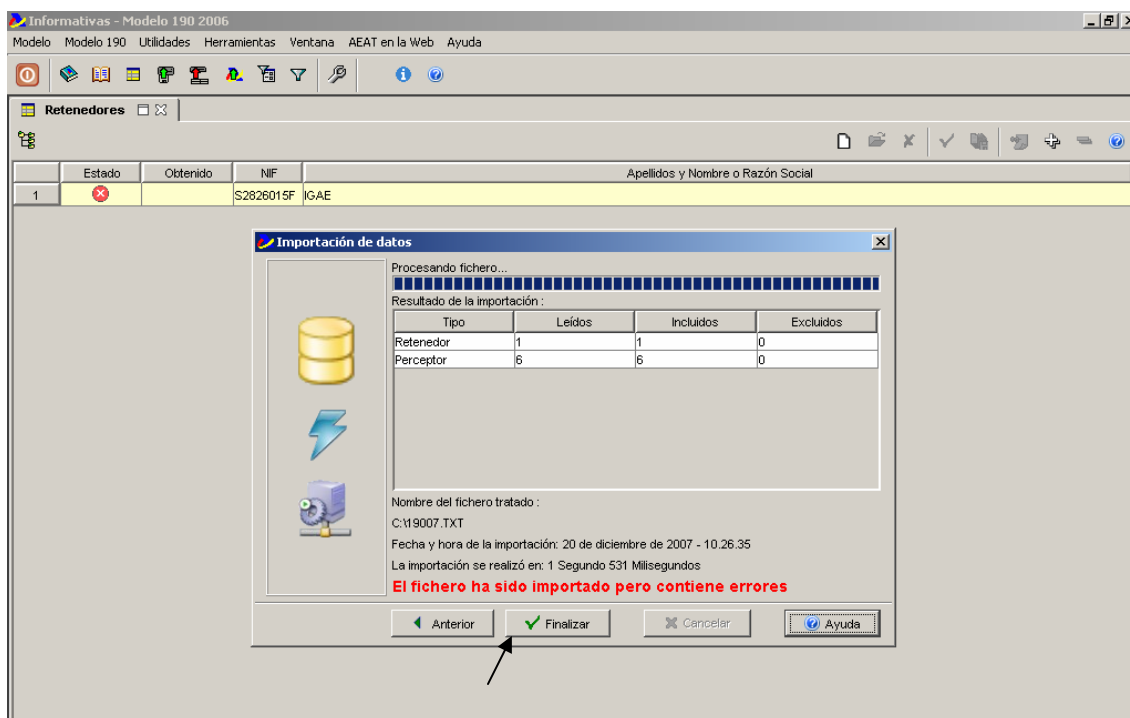 Informativas - Modelo 190 2006
Modelo Modelo 190 Utilidades Herramientas Ventana AEAT en la Web Ayuda
Retenedores
Estado Obtenido NIF Apellidos y Nombre o Razón Social
1 S2826015F IGAE
Importación de datos
Procesando fichero...
Resultado de la importación :
Tipo Leídos Incluidos Excluidos
Retenedor 1 1 0
Perceptor 6 6 0
Nombre del fichero tratado :
C:\19007.TXT
Fecha y hora de la importación: 20 de diciembre de 2007 - 10.26.35
La importación se realizó en: 1 Segundo 531 Milisegundos
El fichero ha sido importado pero contiene errores
Anterior Finalizar Cancelar Ayuda